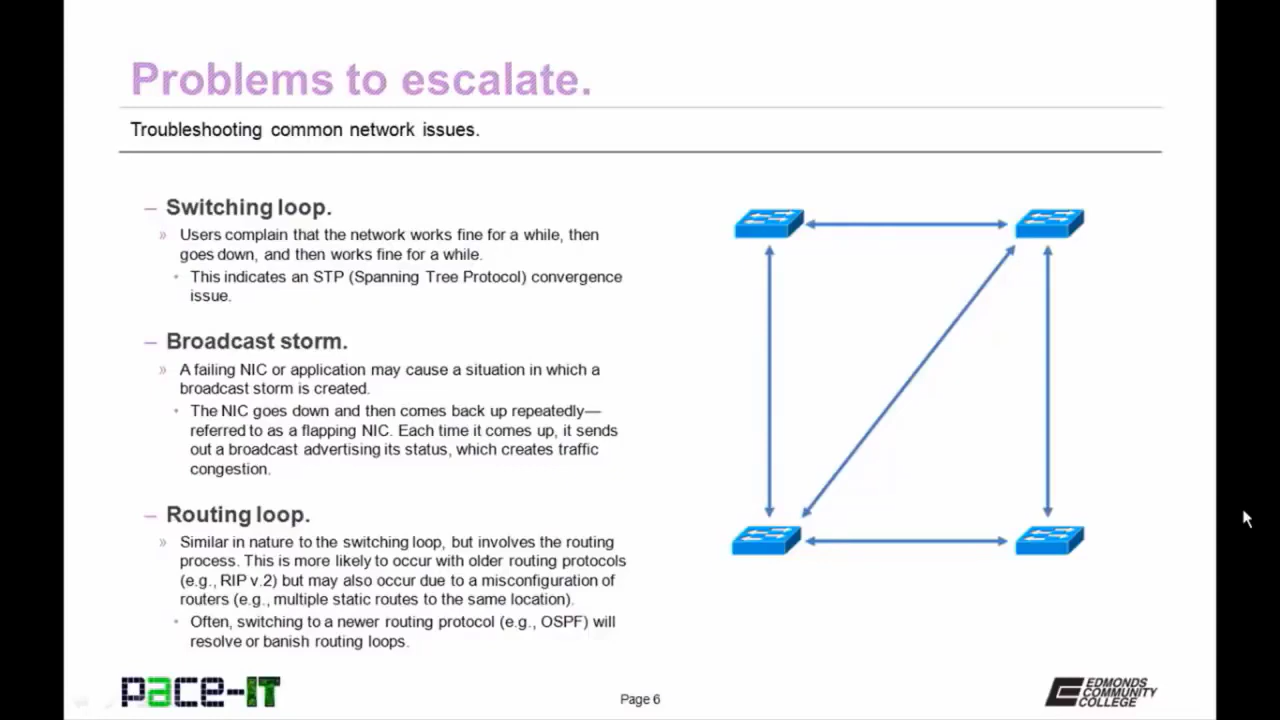 Problems to escalate.
Troubleshooting common network issues.
– Switching loop.
» Users complain that the network works fine for a while, then
goes down, and then works fine for a while.
• This indicates an STP (Spanning Tree Protocol) convergence
issue.
– Broadcast storm.
» A failing NIC or application may cause a situation in which a
broadcast storm is created.
• The NIC goes down and then comes back up repeatedly—
referred to as a flapping NIC. Each time it comes up, it sends
out a broadcast advertising its status, which creates traffic
congestion.
– Routing loop.
» Similar in nature to the switching loop, but involves the routing
process. This is more likely to occur with older routing protocols
(e.g., RIP v.2) but may also occur due to a misconfiguration of
routers (e.g., multiple static routes to the same location).
• Often, switching to a newer routing protocol (e.g., OSPF) will
resolve or banish routing loops.
pace-IT
Page 6
EDMONDS
COMMUNITY
COLLEGE